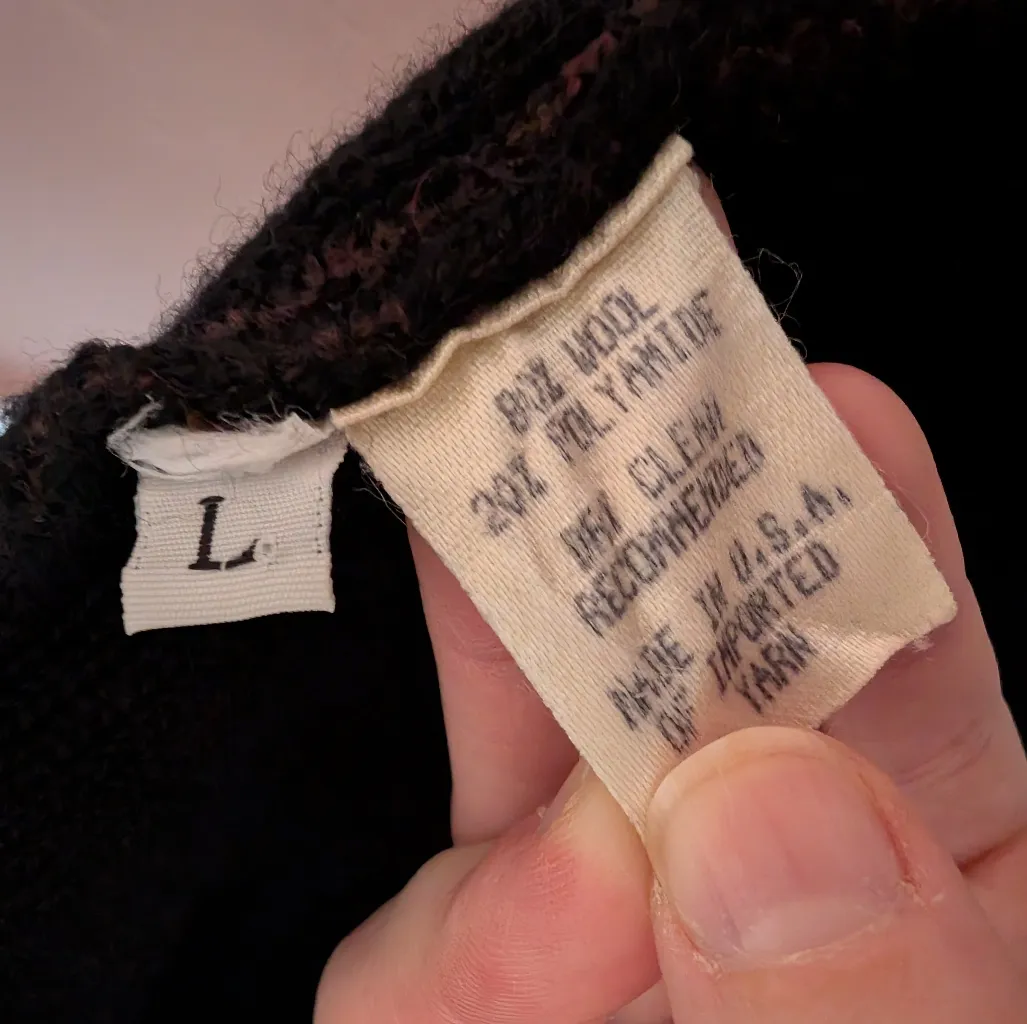 L
80% WOOL
20% POLYAMIDE
DRY CLEAN
RECOMMENDED
MADE IN U.S.A.
OF IMPORTED
YARN